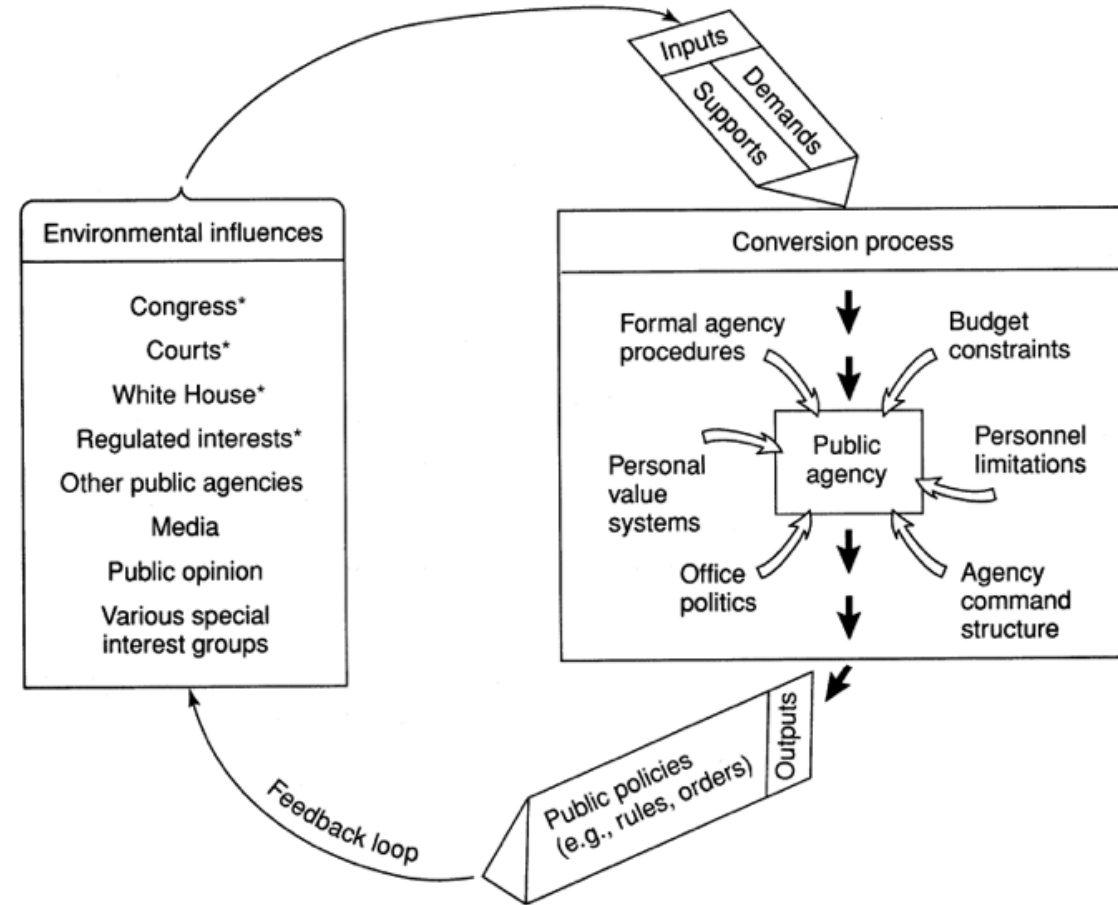 Inputs
Supports
Demands
Environmental influences
Congress*
Courts*
White House*
Regulated interests*
Other public agencies
Media
Public opinion
Various special
interest groups
Conversion process
Formal agency
procedures
Budget
constraints
Public
agency
Personal
value
systems
Personnel
limitations
Office
politics
Agency
command
structure
Outputs
Public policies
(e.g., rules, orders)
Feedback loop